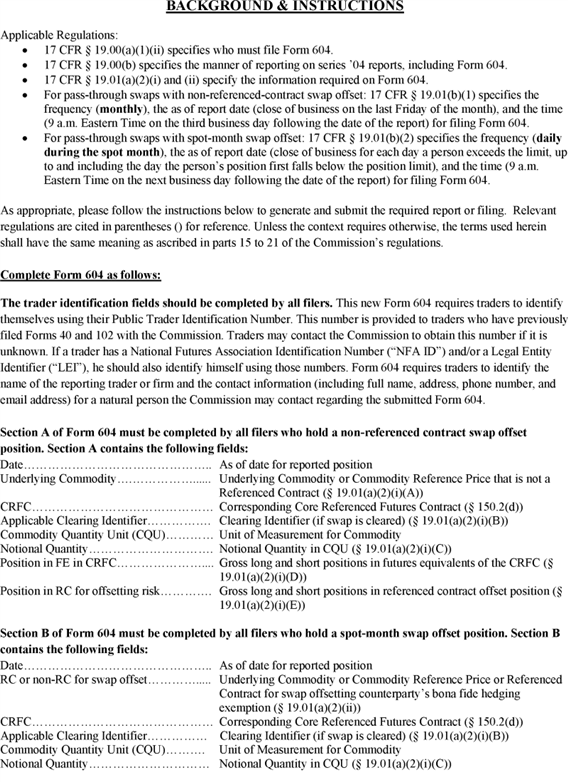 BACKGROUND & INSTRUCTIONS
Applicable Regulations:
• 17 CFR § 19.00(a)(1)(ii) specifies who must file Form 604.
• 17 CFR § 19.00(b) specifies the manner of reporting on series ’04 reports, including Form 604.
• 17 CFR § 19.01(a)(2)(i) and (ii) specify the information required on Form 604.
• For pass-through swaps with non-referenced-contract swap offset: 17 CFR § 19.01(b)(1) specifies the
frequency (monthly), the as of report date (close of business on the last Friday of the month), and the time
(9 a.m. Eastern Time on the third business day following the date of the report) for filing Form 604.
• For pass-through swaps with spot-month swap offset: 17 CFR § 19.01(b)(2) specifies the frequency (daily
during the spot month), the as of report date (close of business for each day a person exceeds the limit, up
to and including the day the person’s position first falls below the position limit), and the time (9 a.m.
Eastern Time on the next business day following the date of the report) for filing Form 604.
As appropriate, please follow the instructions below to generate and submit the required report or filing. Relevant
regulations are cited in parentheses () for reference. Unless the context requires otherwise, the terms used herein
shall have the same meaning as ascribed in parts 15 to 21 of the Commission’s regulations.
Complete Form 604 as follows:
The trader identification fields should be completed by all filers. This new Form 604 requires traders to identify
themselves using their Public Trader Identification Number. This number is provided to traders who have previously
filed Forms 40 and 102 with the Commission. Traders may contact the Commission to obtain this number if it is
unknown. If a trader has a National Futures Association Identification Number (“NFA ID”) and/or a Legal Entity
Identifier (“LEI”), he should also identify himself using those numbers. Form 604 requires traders to identify the
name of the reporting trader or firm and the contact information (including full name, address, phone number, and
email address) for a natural person the Commission may contact regarding the submitted Form 604.
Section A of Form 604 must be completed by all filers who hold a non-referenced contract swap offset
position. Section A contains the following fields:
Date…………………………………….. As of date for reported position
Underlying Commodity………………...... Underlying Commodity or Commodity Reference Price that is not a
Referenced Contract (§ 19.01(a)(2)(i)(A))
CRFC……………………………………. Corresponding Core Referenced Futures Contract (§ 150.2(d))
Applicable Clearing Identifier……………. Clearing Identifier (if swap is cleared) (§ 19.01(a)(2)(i)(B))
Commodity Quantity Unit (CQU)………… Unit of Measurement for Commodity
Notional Quantity…………………………. Notional Quantity in CQU (§ 19.01(a)(2)(i)(C))
Position in FE in CRFC…………………... Gross long and short positions in futures equivalents of the CRFC (§
19.01(a)(2)(i)(D))
Position in RC for offsetting risk…………. Gross long and short positions in referenced contract offset position (§
19.01(a)(2)(i)(E))
Section B of Form 604 must be completed by all filers who hold a spot-month swap offset position. Section B
contains the following fields:
Date…………………………………….. As of date for reported position
RC or non-RC for swap offset…………..... Underlying Commodity or Commodity Reference Price or Referenced
Contract for swap offsetting counterparty’s bona fide hedging
exemption (§ 19.01(a)(2)(ii))
CRFC……………………………………. Corresponding Core Referenced Futures Contract (§ 150.2(d))
Applicable Clearing Identifier…………… Clearing Identifier (if swap is cleared) (§ 19.01(a)(2)(i)(B))
Commodity Quantity Unit (CQU)………. Unit of Measurement for Commodity
Notional Quantity………………………… Notional Quantity in CQU (§ 19.01(a)(2)(i)(C))